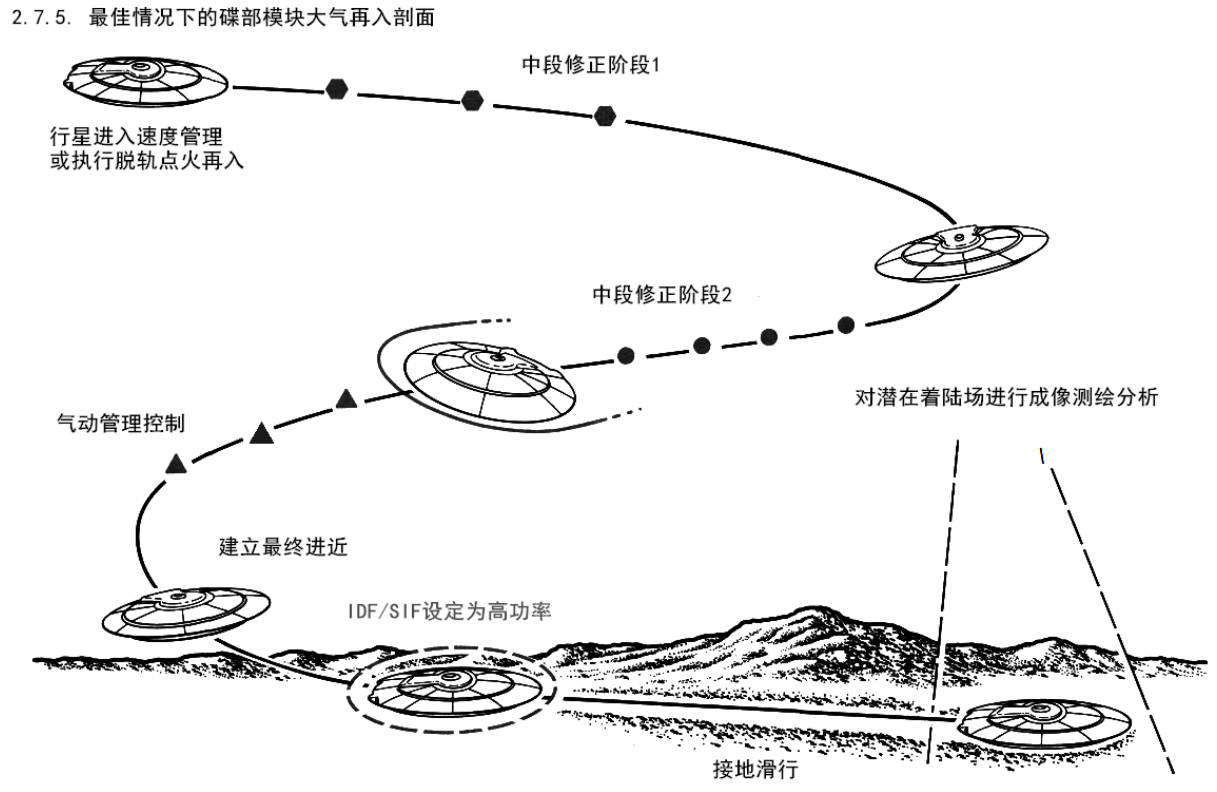 2.7.5. 最佳情况下的碟部模块大气再入剖面
中段修正阶段1
行星进入速度管理
或执行脱轨点火再入
中段修正阶段2
对潜在着陆场进行成像测绘分析
气动管理控制
建立最终进近
IDF/SIF设定为高功率
接地滑行